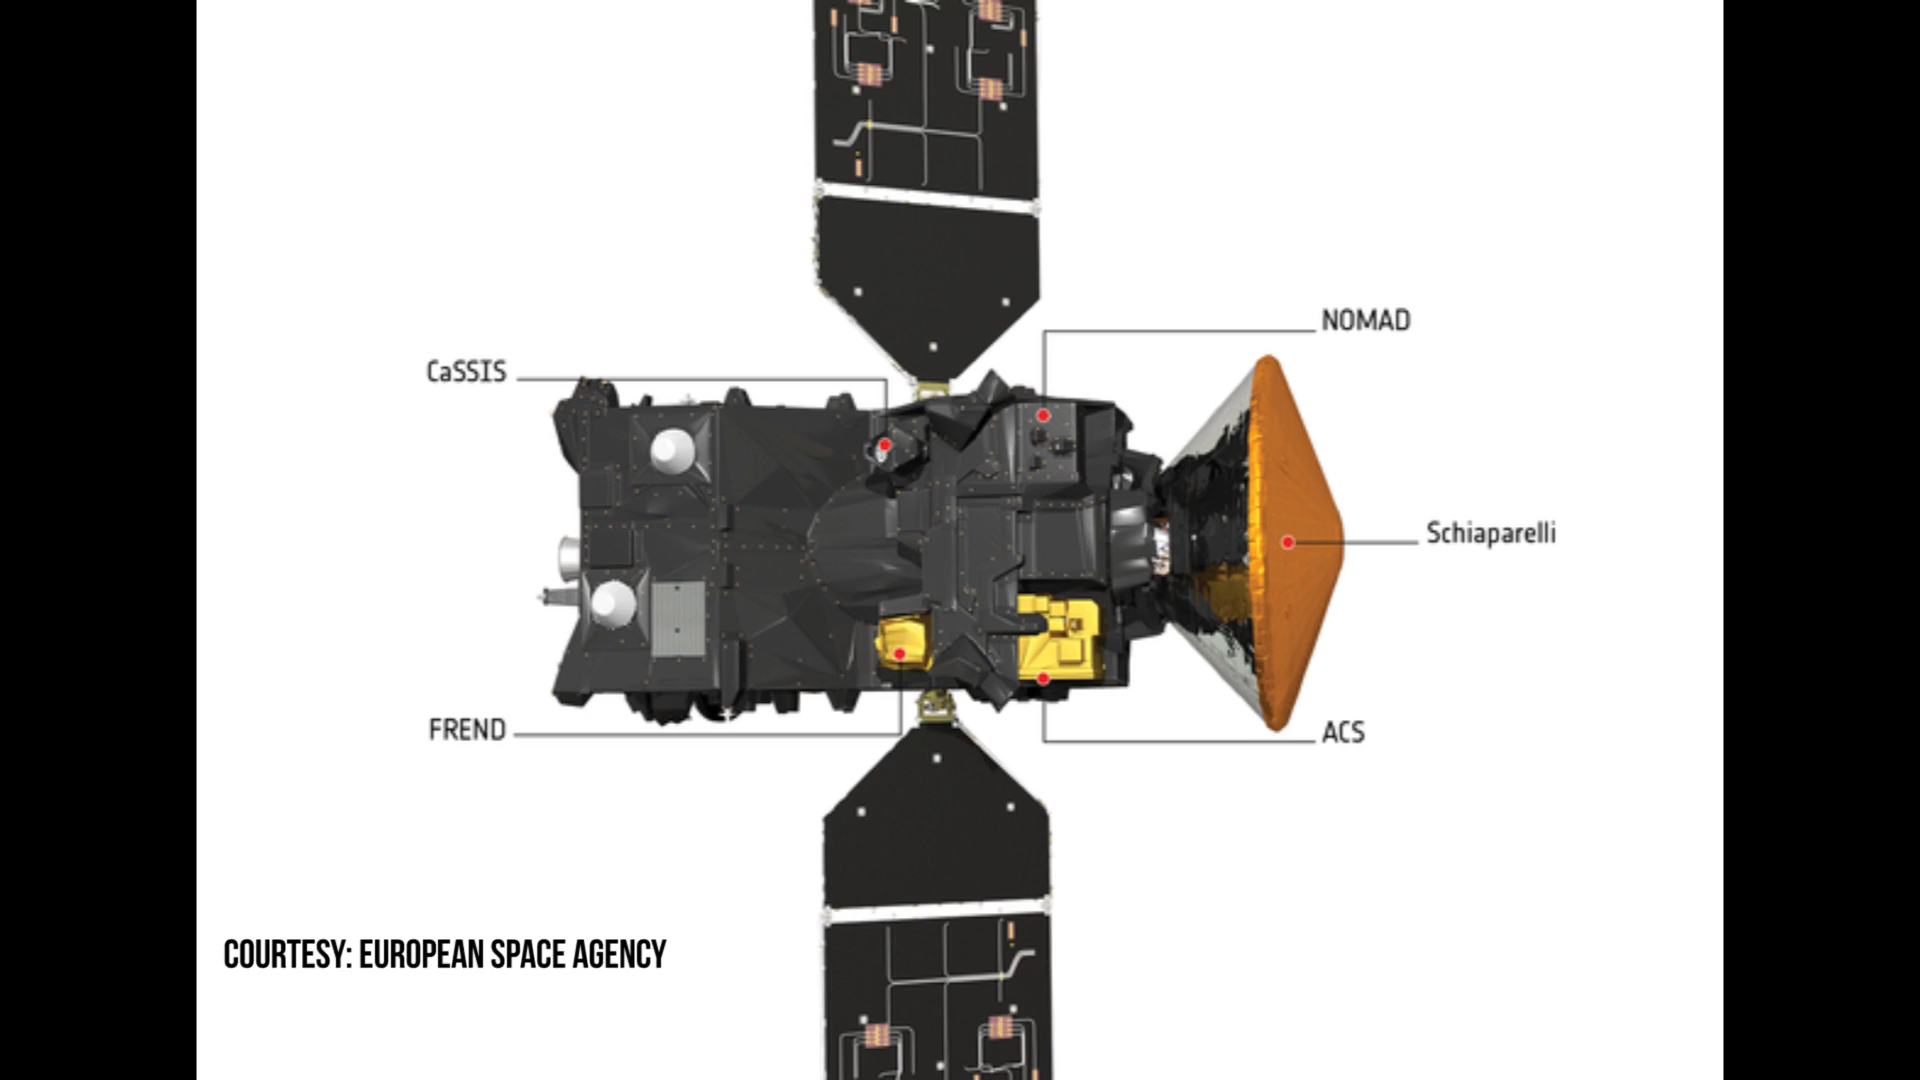 NOMAD
CaSSIS
Schiaparelli
FREND
ACS
COURTESY: EUROPEAN SPACE AGENCY